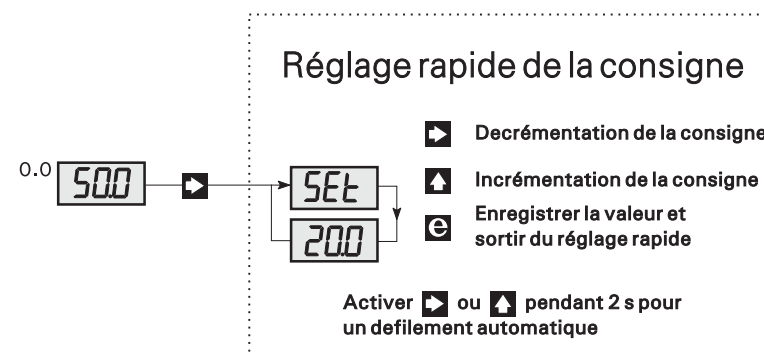 Réglage rapide de la consigne
Decrémentation de la consigne
0.0 50.0
SEt
Incrémentation de la consigne
e Enregistrer la valeur et
20.0
sortir du réglage rapide
Activer ou pendant 2 s pour
un defilement automatique